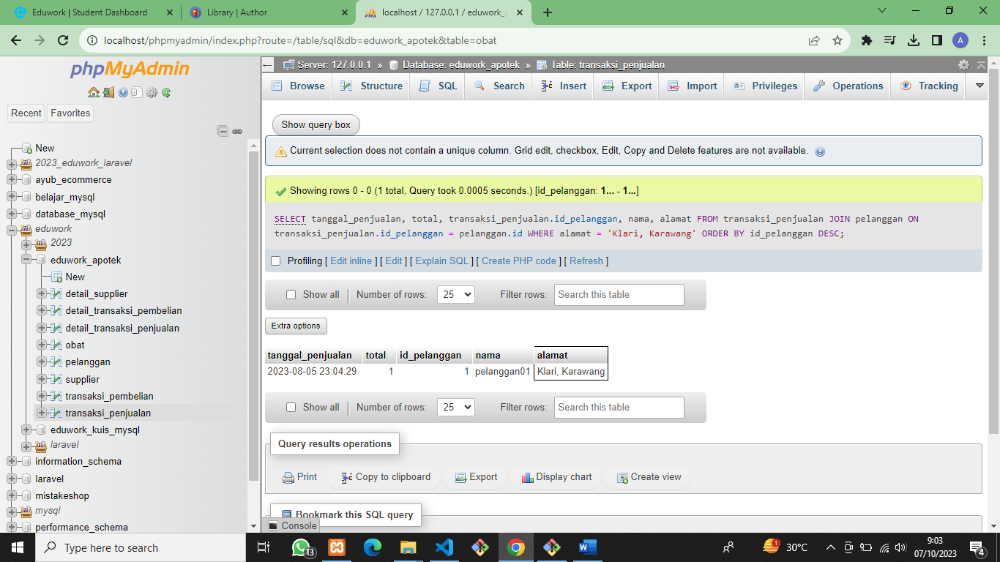 Eduwork | Student Dashboard
Library | Author
localhost / 127.0.0.1 / eduwork_a
localhost/phpmyadmin/index.php?route=/table/sql&db=eduwork_apotek&table=obat
A
phpMyAdmin
Recent
Favorites
New
2023_eduwork_laravel
ayub_ecommerce
belajar_mysql
database_mysql
eduwork
2023
eduwork_apotek
New
detail_supplier
detail_transaksi_pembelian
detail_transaksi_penjualan
obat
pelanggan
supplier
transaksi_pembelian
transaksi_penjualan
eduwork_kuis_mysql
laravel
information_schema
laravel
mistakeshop
mysql
performance_schema
Server: 127.0.0.1 » Database: eduwork_apotek » Table: transaksi_penjualan
Browse Structure SQL Search Insert Export Import Privileges Operations Tracking
Show query box
Current selection does not contain a unique column. Grid edit, checkbox, Edit, Copy and Delete features are not available.
Showing rows 0 - 0 (1 total, Query took 0.0005 seconds.) [id_pelanggan: 1... - 1...]
SELECT tanggal_penjualan, total, transaksi_penjualan.id_pelanggan, nama, alamat FROM transaksi_penjualan JOIN pelanggan ON
transaksi_penjualan.id_pelanggan = pelanggan.id WHERE alamat = 'Klari, Karawang' ORDER BY id_pelanggan DESC;
Profiling [ Edit inline ] [ Edit ] [ Explain SQL ] [ Create PHP code ] [ Refresh ]
Show all | Number of rows: 25 Filter rows: Search this table
Extra options
tanggal_penjualan total id_pelanggan nama alamat
2023-08-05 23:04:29 1 1 pelanggan01 Klari, Karawang
Show all | Number of rows: 25 Filter rows: Search this table
Query results operations
Print Copy to clipboard Export Display chart Create view
Bookmark this SQL query
Console
Type here to search
13
1
30°C
9:03
07/10/2023
4